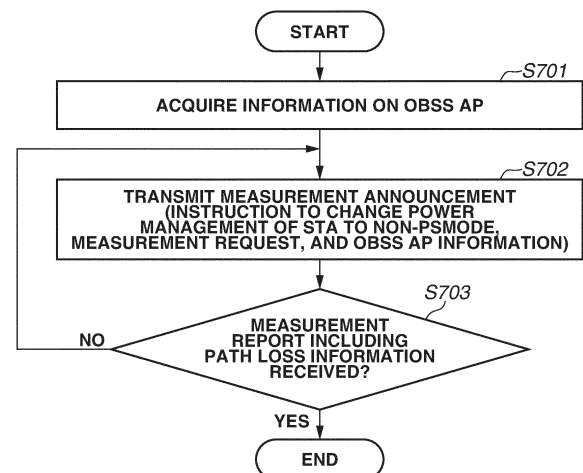 START
S701
ACQUIRE INFORMATION ON OBSS AP
S702
TRANSMIT MEASUREMENT ANNOUNCEMENT
(INSTRUCTION TO CHANGE POWER
MANAGEMENT OF STA TO NON-PSMODE,
MEASUREMENT REQUEST, AND OBSS AP INFORMATION)
S703
MEASUREMENT
REPORT INCLUDING
PATH LOSS INFORMATION
RECEIVED?
NO
YES
END